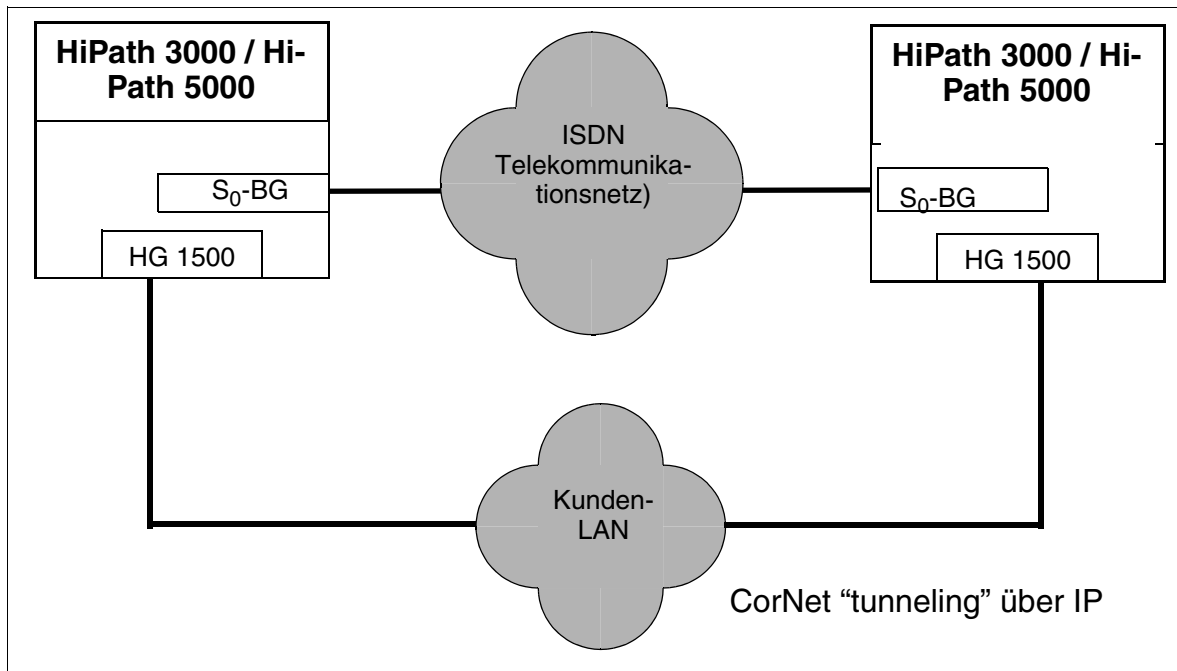 HiPath 3000 / Hi-
Path 5000
S₀-BG
HG 1500
ISDN
Telekommunika-
tionsnetz)
HiPath 3000 / Hi-
Path 5000
S₀-BG
HG 1500
Kunden-
LAN
CorNet “tunneling” über IP